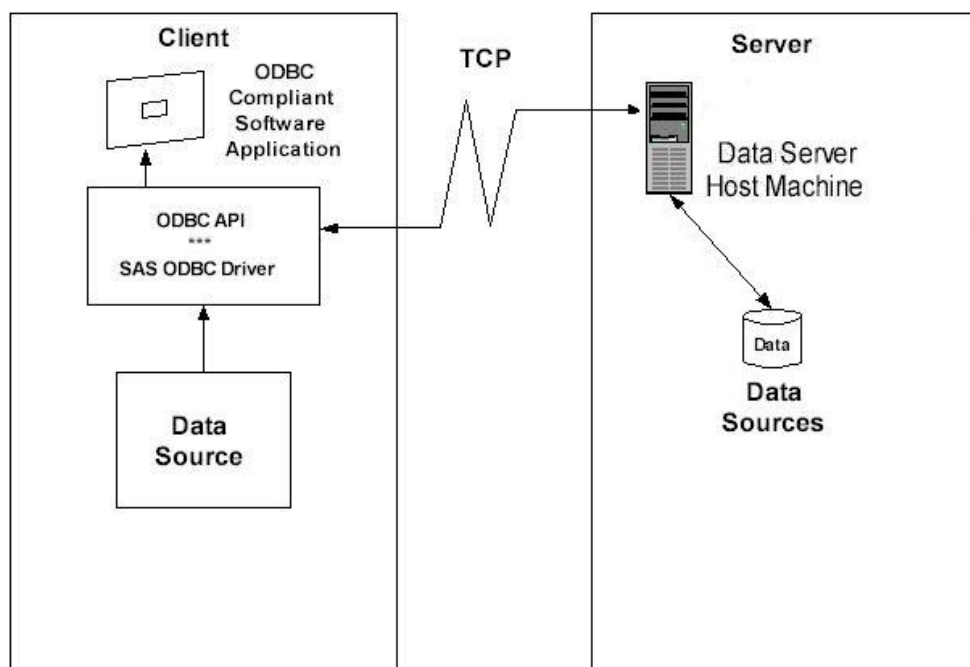 Client
ODBC
Compliant
Software
Application
ODBC API
***
SAS ODBC Driver
Data
Source
TCP
Server
Data Server
Host Machine
Data
Data
Sources